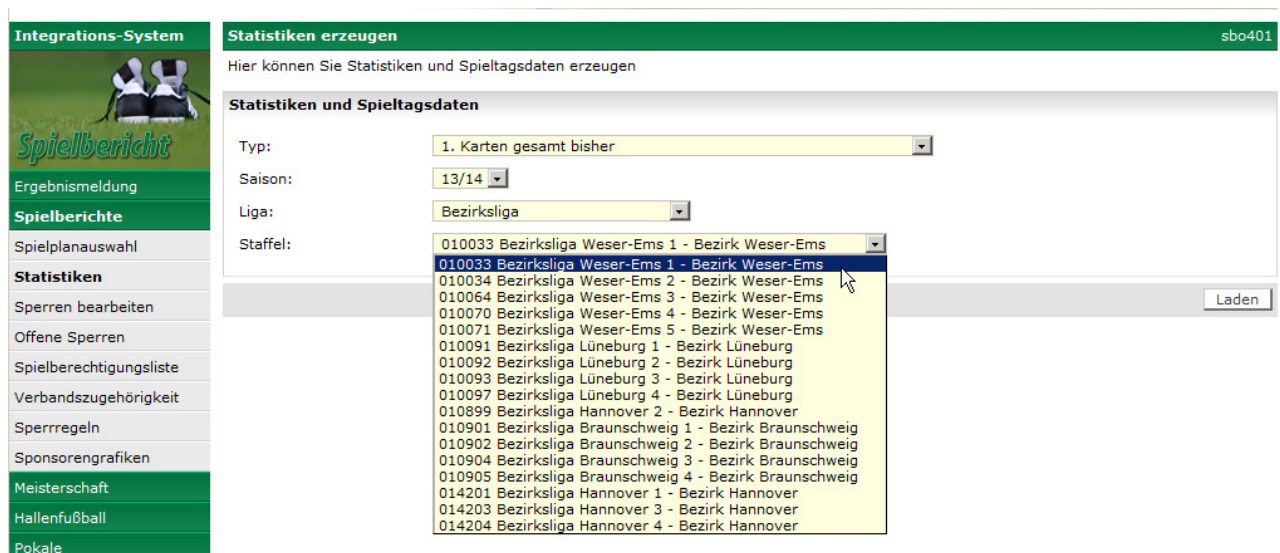 Integrations-System
Spielbericht
Ergebnismeldung
Spielberichte
Spielplanauswahl
Statistiken
Sperren bearbeiten
Offene Sperren
Spielberechtigungsliste
Verbandszugehörigkeit
Sperrregeln
Sponsorengrafiken
Meisterschaft
Hallenfußball
Pokale
Statistiken erzeugen sbo401
Hier können Sie Statistiken und Spieltagsdaten erzeugen
Statistiken und Spieltagsdaten
Typ: 1. Karten gesamt bisher
Saison: 13/14
Liga: Bezirksliga
Staffel: 010033 Bezirksliga Weser-Ems 1 - Bezirk Weser-Ems
010033 Bezirksliga Weser-Ems 1 - Bezirk Weser-Ems
010034 Bezirksliga Weser-Ems 2 - Bezirk Weser-Ems
010064 Bezirksliga Weser-Ems 3 - Bezirk Weser-Ems
010070 Bezirksliga Weser-Ems 4 - Bezirk Weser-Ems
010071 Bezirksliga Weser-Ems 5 - Bezirk Weser-Ems
010091 Bezirksliga Lüneburg 1 - Bezirk Lüneburg
010092 Bezirksliga Lüneburg 2 - Bezirk Lüneburg
010093 Bezirksliga Lüneburg 3 - Bezirk Lüneburg
010097 Bezirksliga Lüneburg 4 - Bezirk Lüneburg
010899 Bezirksliga Hannover 2 - Bezirk Hannover
010901 Bezirksliga Braunschweig 1 - Bezirk Braunschweig
010902 Bezirksliga Braunschweig 2 - Bezirk Braunschweig
010904 Bezirksliga Braunschweig 3 - Bezirk Braunschweig
010905 Bezirksliga Braunschweig 4 - Bezirk Braunschweig
014201 Bezirksliga Hannover 1 - Bezirk Hannover
014203 Bezirksliga Hannover 3 - Bezirk Hannover
014204 Bezirksliga Hannover 4 - Bezirk Hannover
Laden